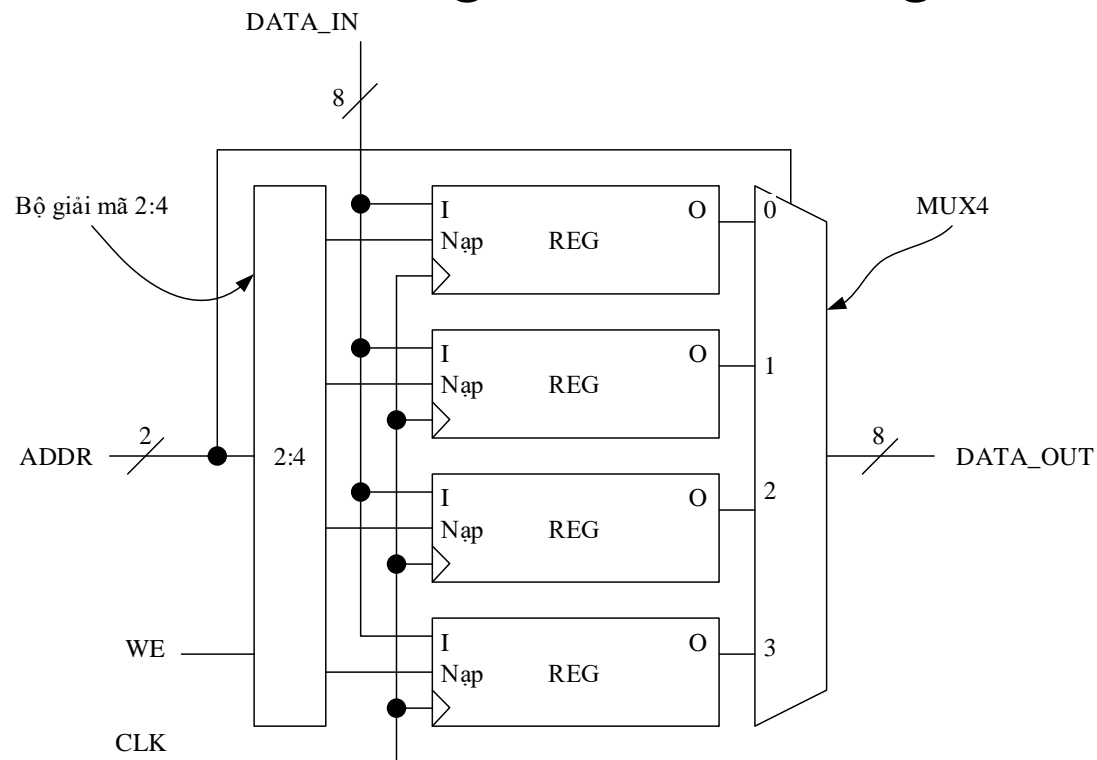 DATA_IN
8
Bộ giải mã 2:4
I
O
Nạp
REG
0
MUX4
I
O
Nạp
REG
1
ADDR
2
2:4
8
DATA_OUT
I
O
Nạp
REG
2
WE
I
O
Nạp
REG
3
CLK